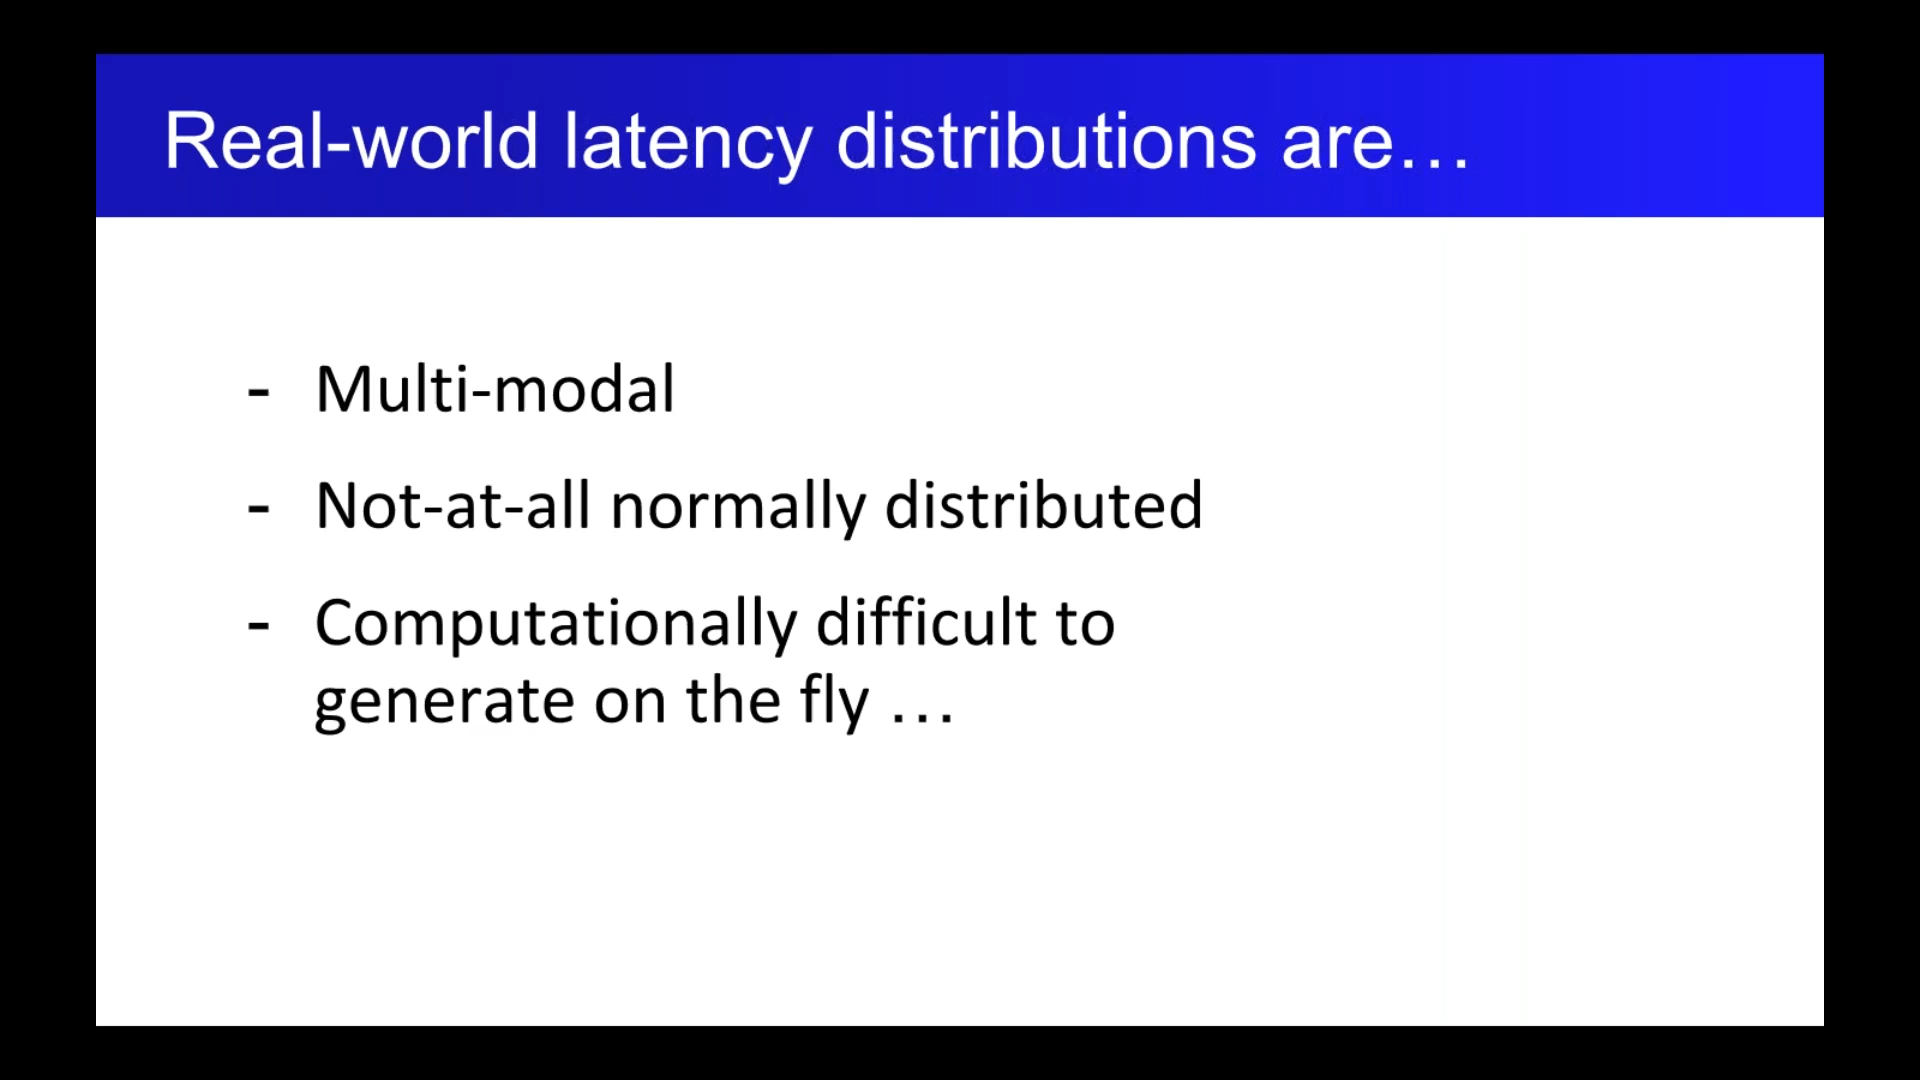 Real-world latency distributions are…
- Multi-modal
- Not-at-all normally distributed
- Computationally difficult to
generate on the fly …